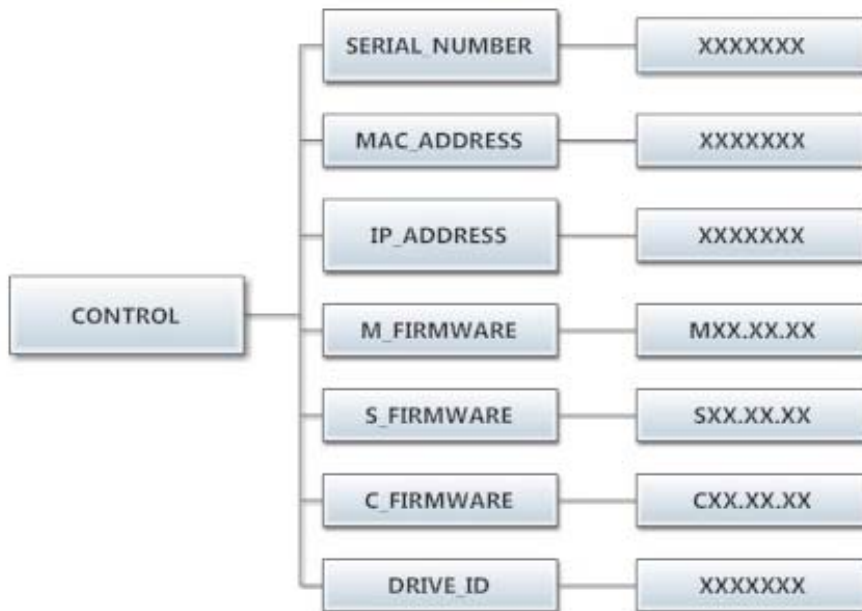 SERIAL_NUMBER XXXXXXX
MAC_ADDRESS XXXXXXX
IP_ADDRESS XXXXXXX
CONTROL
M_FIRMWARE MXX.XX.XX
S_FIRMWARE SXX.XX.XX
C_FIRMWARE CXX.XX.XX
DRIVE_ID XXXXXXX